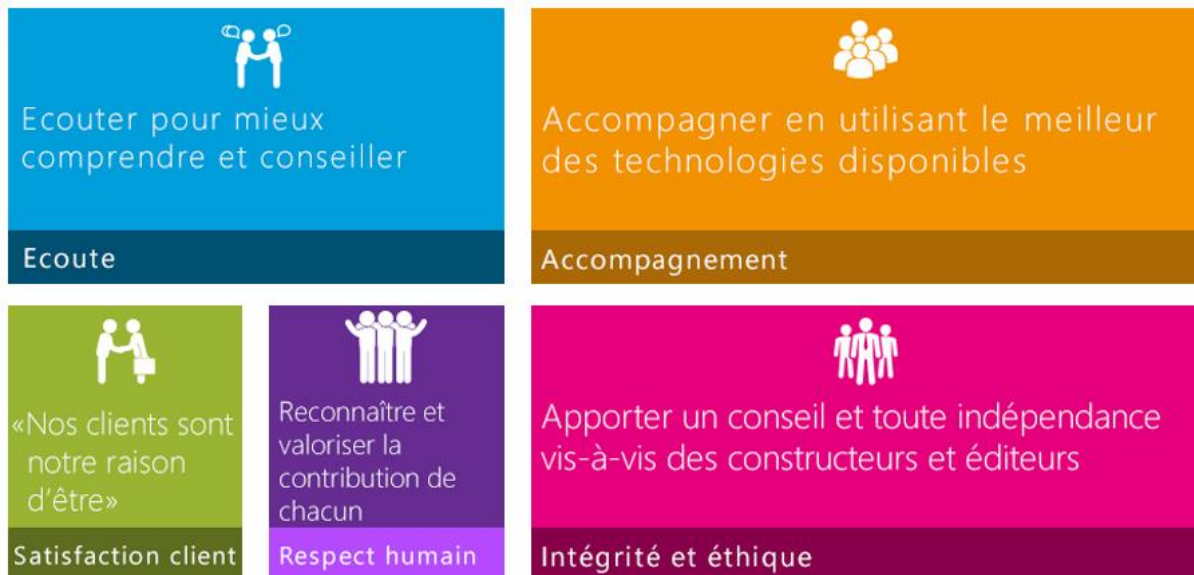 Ecouter pour mieux
comprendre et conseiller
Ecoute
Accompagner en utilisant le meilleur
des technologies disponibles
Accompagnement
«Nos clients sont
notre raison
d'être»
Satisfaction client
Reconnaître et
valoriser la
contribution de
chacun
Respect humain
Apporter un conseil et toute indépendance
vis-à-vis des constructeurs et éditeurs
Intégrité et éthique